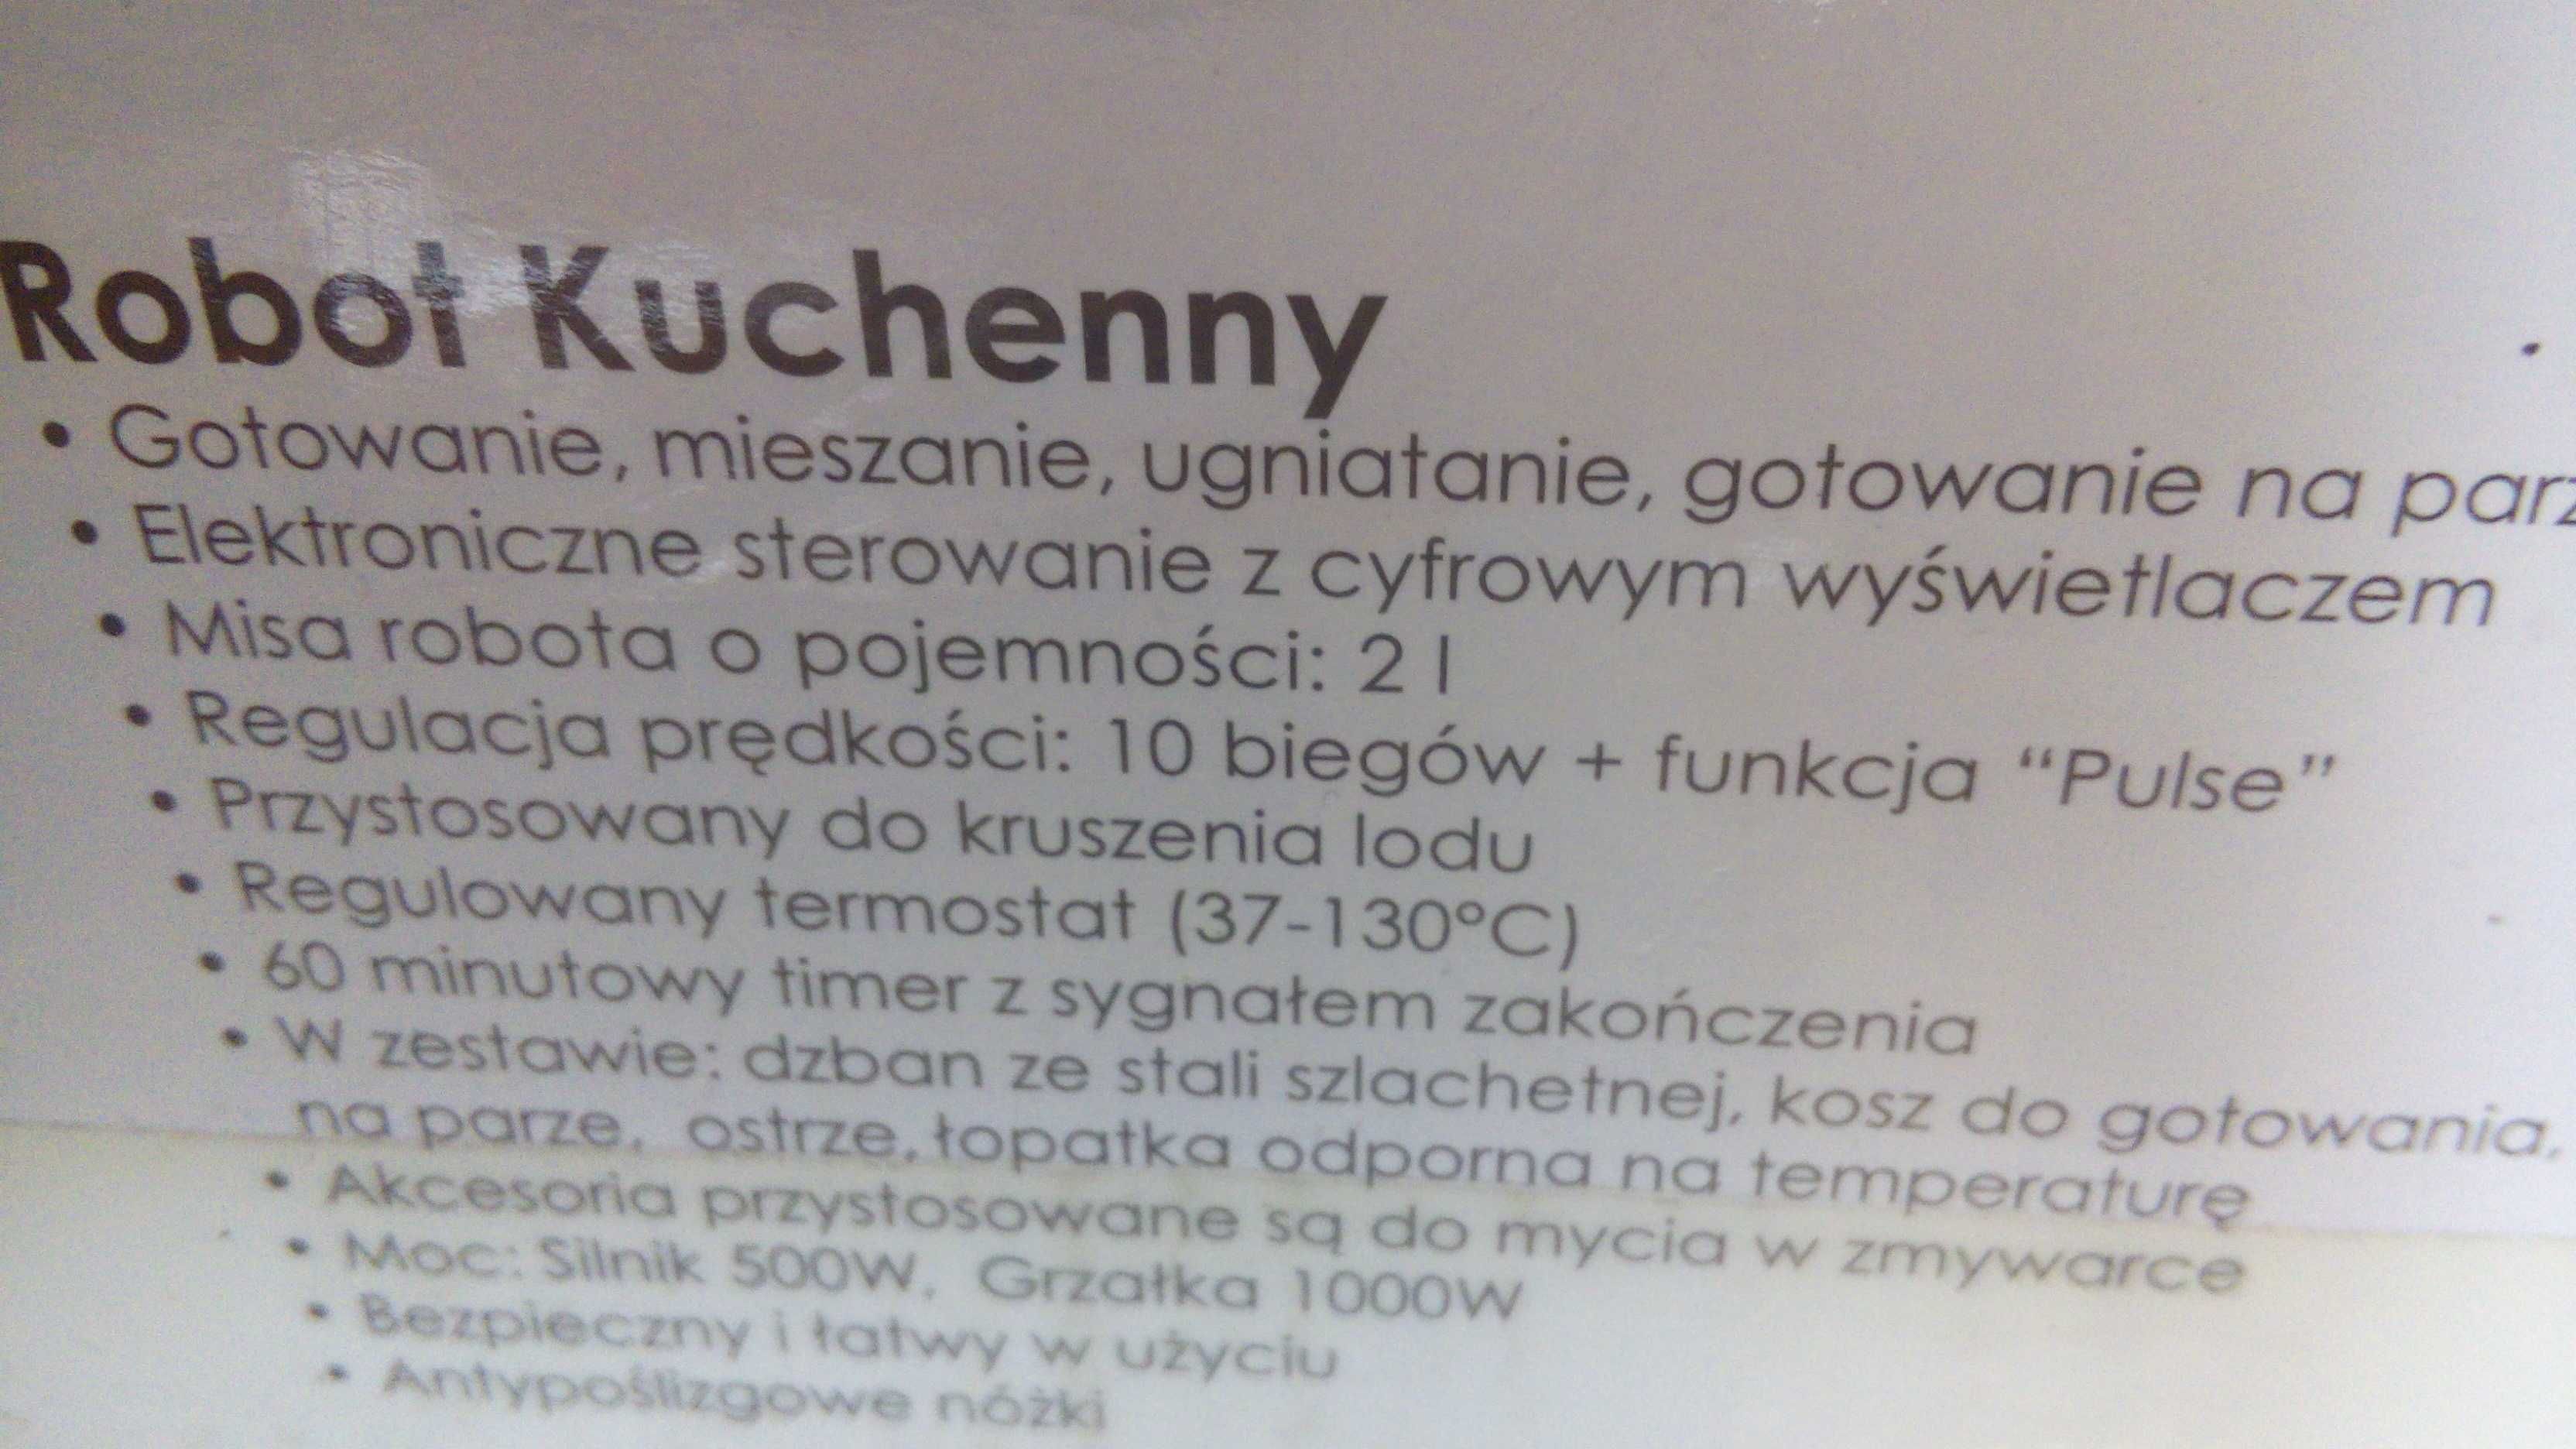 Robot Kuchenny
• Gotowanie, mieszanie, ugniatanie, gotowanie na parz
• Elektroniczne sterowanie z cyfrowym wyświetlaczem
• Misa robota o pojemności: 2 l
• Regulacja prędkości: 10 biegów + funkcja “Pulse”
• Przystosowany do kruszenia lodu
• Regulowany termostat (37-130°C)
• 60 minutowy timer z sygnałem zakończenia
• W zestawie: dzban ze stali szlachetnej, kosz do gotowania,
na parze, ostrze, łopatka odporna na temperaturę
• Akcesoria przystosowane są do mycia w zmywarce
• Moc: Silnik 500W, Grzałka 1000W
• Bezpieczny i łatwy w użyciu
• Antypoślizgowe nóżki